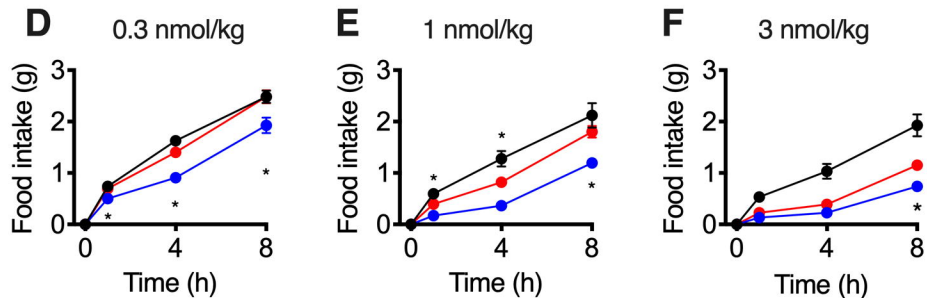 D 0.3 nmol/kg
Food intake (g)
3
2
1
0
*
*
*
0 4 8
Time (h)
E 1 nmol/kg
Food intake (g)
3
2
1
0
*
*
*
0 4 8
Time (h)
F 3 nmol/kg
Food intake (g)
3
2
1
0
*
0 4 8
Time (h)